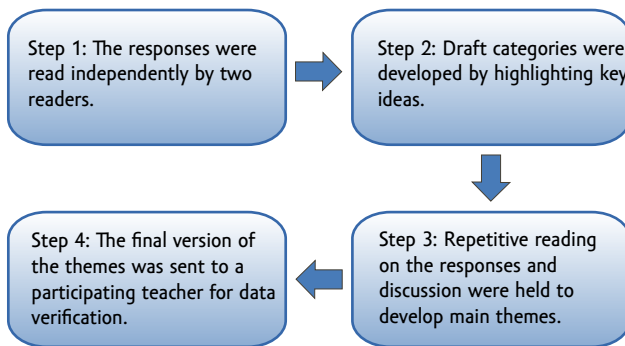 Step 1: The responses were
read independently by two
readers.
Step 2: Draft categories were
developed by highlighting key
ideas.
Step 3: Repetitive reading
on the responses and
discussion were held to
develop main themes.
Step 4: The final version of
the themes was sent to a
participating teacher for data
verification.